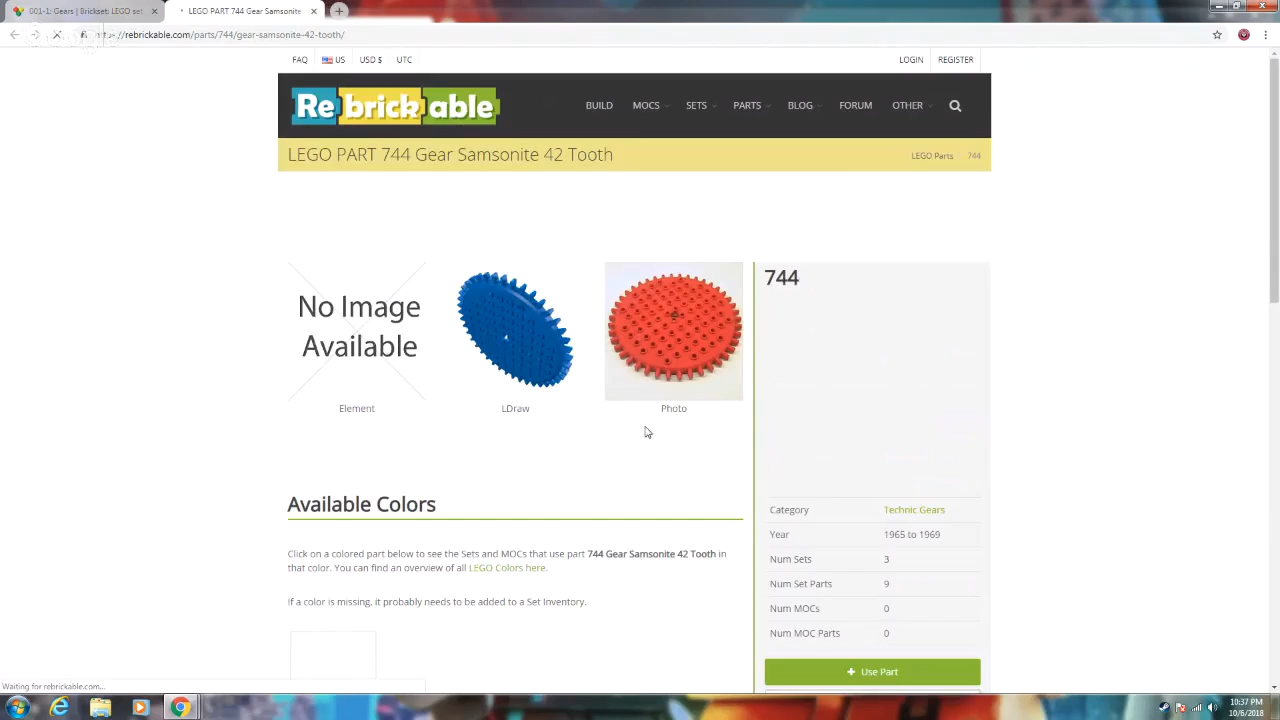 001-1: Gears | Brickset: LEGO set
LEGO PART 744 Gear Samsonite 42 Tooth
https://rebrickable.com/parts/744/gear-samsonite-42-tooth/
FAQ US USD $ UTC LOGIN REGISTER
Rebrickable BUILD MOCS SETS PARTS BLOG FORUM OTHER
LEGO PART 744 Gear Samsonite 42 Tooth LEGO Parts 744
No Image
Available
Element LDraw Photo
744
Category Technic Gears
Year 1965 to 1969
Num Sets 3
Num Set Parts 9
Num MOCs 0
Num MOC Parts 0
Use Part
Available Colors
Click on a colored part below to see the Sets and MOCs that use part 744 Gear Samsonite 42 Tooth in
that color. You can find an overview of all LEGO Colors here.
If a color is missing, it probably needs to be added to a Set Inventory.
Waiting for rebrickable.com...
10:37 PM
10/6/2018